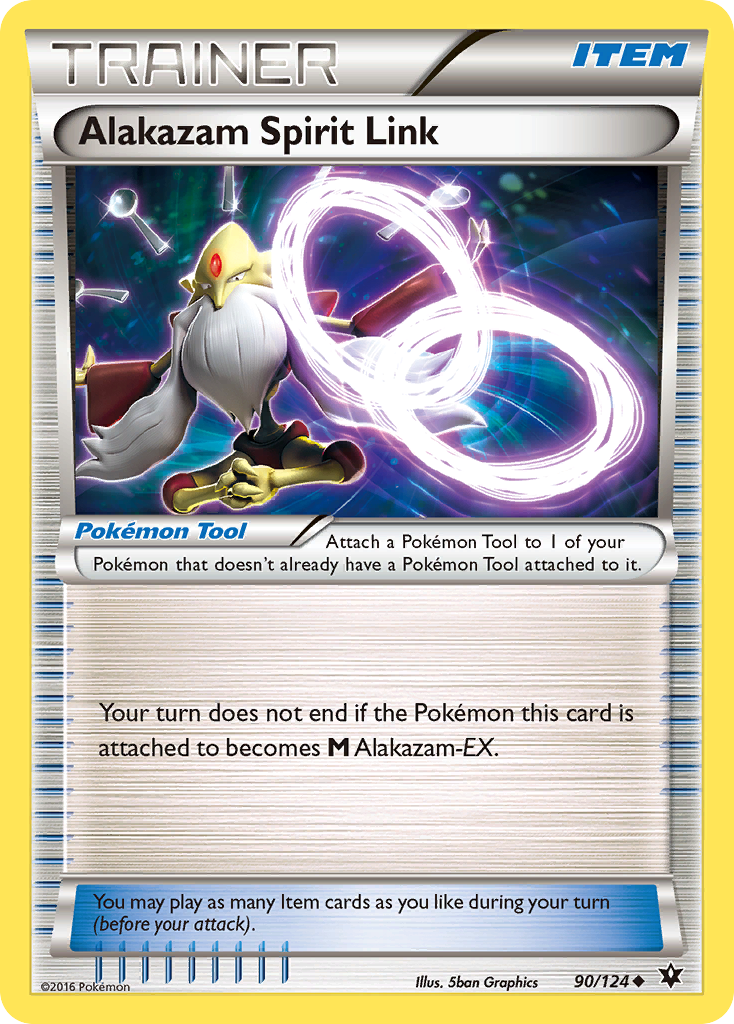 TRAINER
ITEM
Alakazam Spirit Link
Pokémon Tool
Attach a Pokémon Tool to 1 of your
Pokémon that doesn't already have a Pokémon Tool attached to it.
Your turn does not end if the Pokémon this card is
attached to becomes M Alakazam-EX.
You may play as many Item cards as you like during your turn
(before your attack).
©2016 Pokémon
Illus. 5ban Graphics
90/124